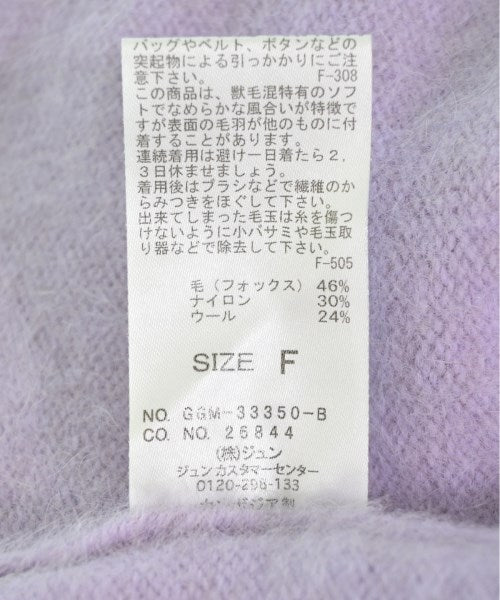 バッグやベルト、ボタンなどの
突起物による引っかかりにご注
意下さい。 F-308
この商品は、獣毛混特有のソフ
トでなめらかな風合いが特徴で
すが表面の毛羽が他のものに付
着することがあります。
連続着用は避け一日着たら２，
３日休ませましょう。
着用後はブラシなどで繊維のか
らみつきをほぐして下さい。
出来てしまった毛玉は糸を傷つ
けないように小バサミや毛玉取
り器などで除去して下さい。
F-505
毛（フォックス） 46%
ナイロン 30%
ウール 24%
SIZE F
NO. GGM-33350-B
CO. NO. 26844
(株)ジュン
ジュンカスタマーセンター
0120-298-133